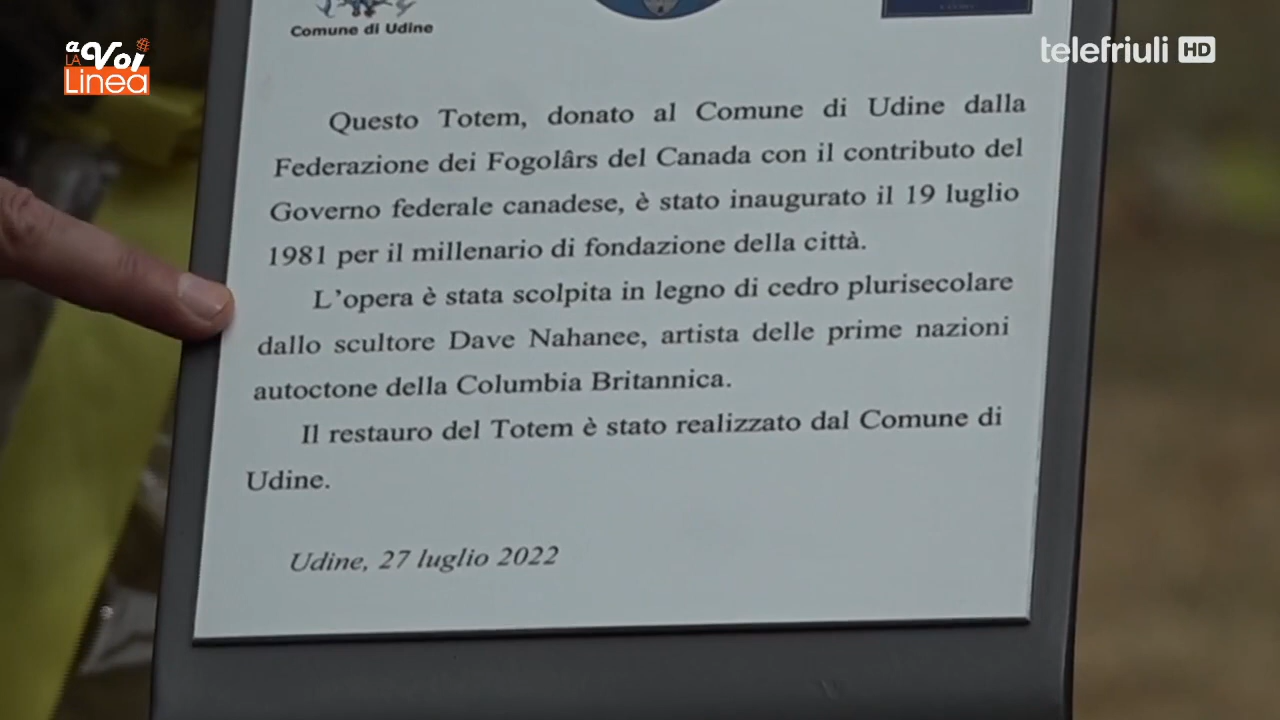 Comune di Udine
a Voi
LA
Linea
telefriuli HD
Questo Totem, donato al Comune di Udine dalla
Federazione dei Fogolârs del Canada con il contributo del
Governo federale canadese, è stato inaugurato il 19 luglio
1981 per il millenario di fondazione della città.
L'opera è stata scolpita in legno di cedro plurisecolare
dallo scultore Dave Nahanee, artista delle prime nazioni
autoctone della Columbia Britannica.
Il restauro del Totem è stato realizzato dal Comune di
Udine.
Udine, 27 luglio 2022